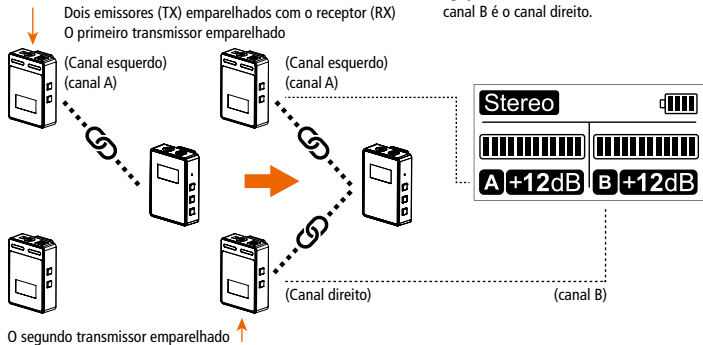 Dois emissores (TX) emparelhados com o receptor (RX)
O primeiro transmissor emparelhado
canal B é o canal direito.
(Canal esquerdo)
(canal A)
(Canal esquerdo)
(canal A)
Stereo
A +12dB B +12dB
(Canal direito)
(canal B)
O segundo transmissor emparelhado